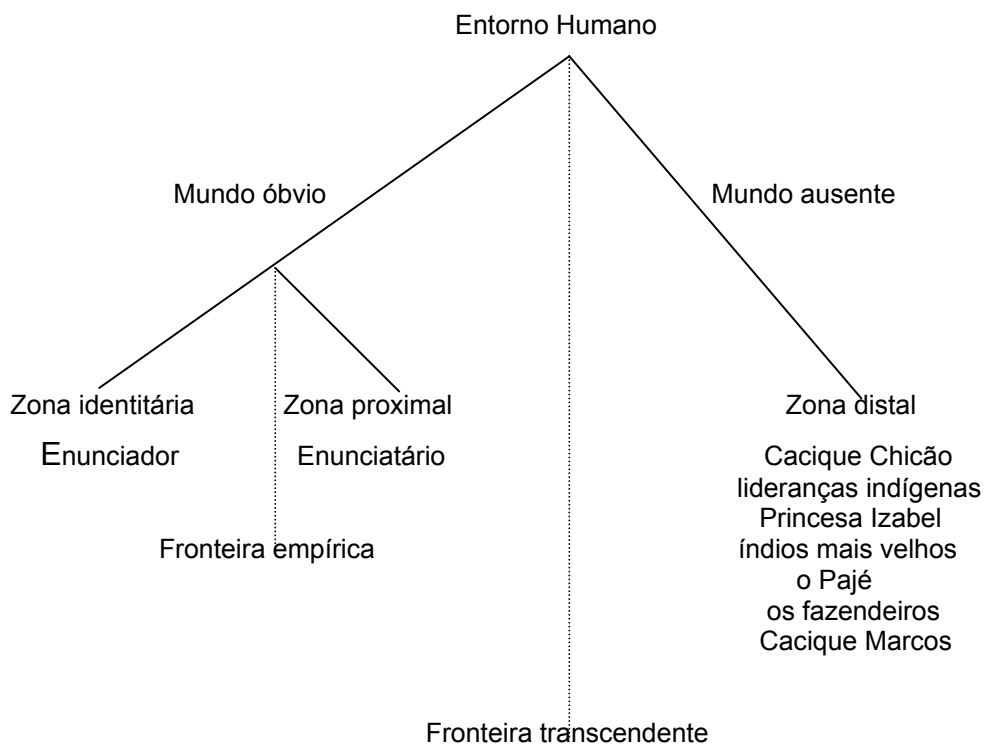 Entorno Humano
Mundo óbvio
Mundo ausente
Zona identitária
Zona proximal
Zona distal
Enunciador
Enunciatário
Cacique Chicão
lideranças indígenas
Princesa Izabel
índios mais velhos
o Pajé
os fazendeiros
Cacique Marcos
Fronteira empírica
Fronteira transcendente